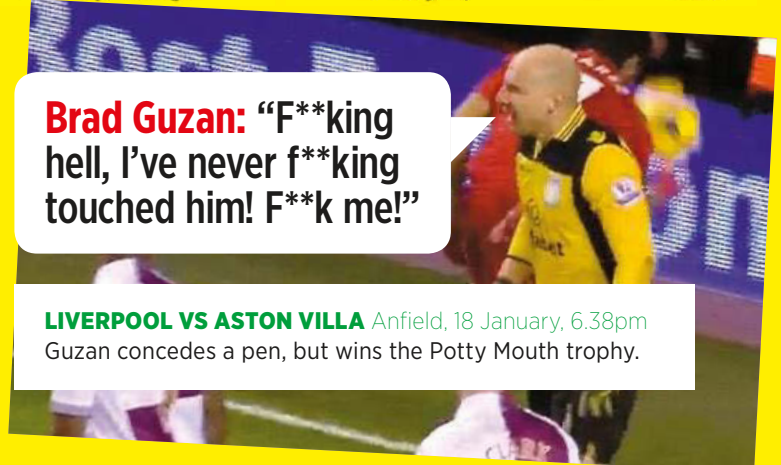 Brad Guzan: “F**king
hell, I’ve never f**king
touched him! F**k me!”
LIVERPOOL VS ASTON VILLA Anfield, 18 January, 6.38pm
Guzan concedes a pen, but wins the Potty Mouth trophy.
CLARK